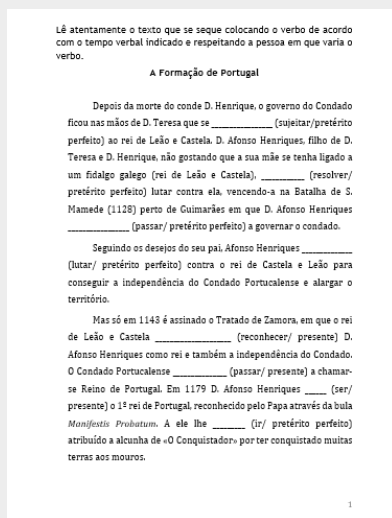 Lê atentamente o texto que se segue colocando o verbo de acordo
com o tempo verbal indicado e respeitando a pessoa em que varia o
verbo.
A Formação de Portugal
Depois da morte do conde D. Henrique, o governo do Condado
ficou nas mãos de D. Teresa que se ______________ (sujeitar/pretérito
perfeito) ao rei de Leão e Castela. D. Afonso Henriques, filho de D.
Teresa e D. Henrique, não gostando que a sua mãe se tenha ligado a
um fidalgo galego (rei de Leão e Castela), __________ (resolver/
pretérito perfeito) lutar contra ela, vencendo-a na Batalha de S.
Mamede (1128) perto de Guimarães em que D. Afonso Henriques
______________ (passar/ pretérito perfeito) a governar o condado.
Seguindo os desejos do seu pai, Afonso Henriques ____________
(lutar/ pretérito perfeito) contra o rei de Castela e Leão para
conseguir a independência do Condado Portucalense e alargar o
território.
Mas só em 1143 é assinado o Tratado de Zamora, em que o rei
de Leão e Castela _________________ (reconhecer/ presente) D.
Afonso Henriques como rei e também a independência do Condado.
O Condado Portucalense ____________ (passar/ presente) a chamar-
se Reino de Portugal. Em 1179 D. Afonso Henriques _____ (ser/
presente) o 1º rei de Portugal, reconhecido pelo Papa através da bula
Manifestis Probatum. A ele lhe _______ (ir/ pretérito perfeito)
atribuído a alcunha de «O Conquistador» por ter conquistado muitas
terras aos mouros.
1